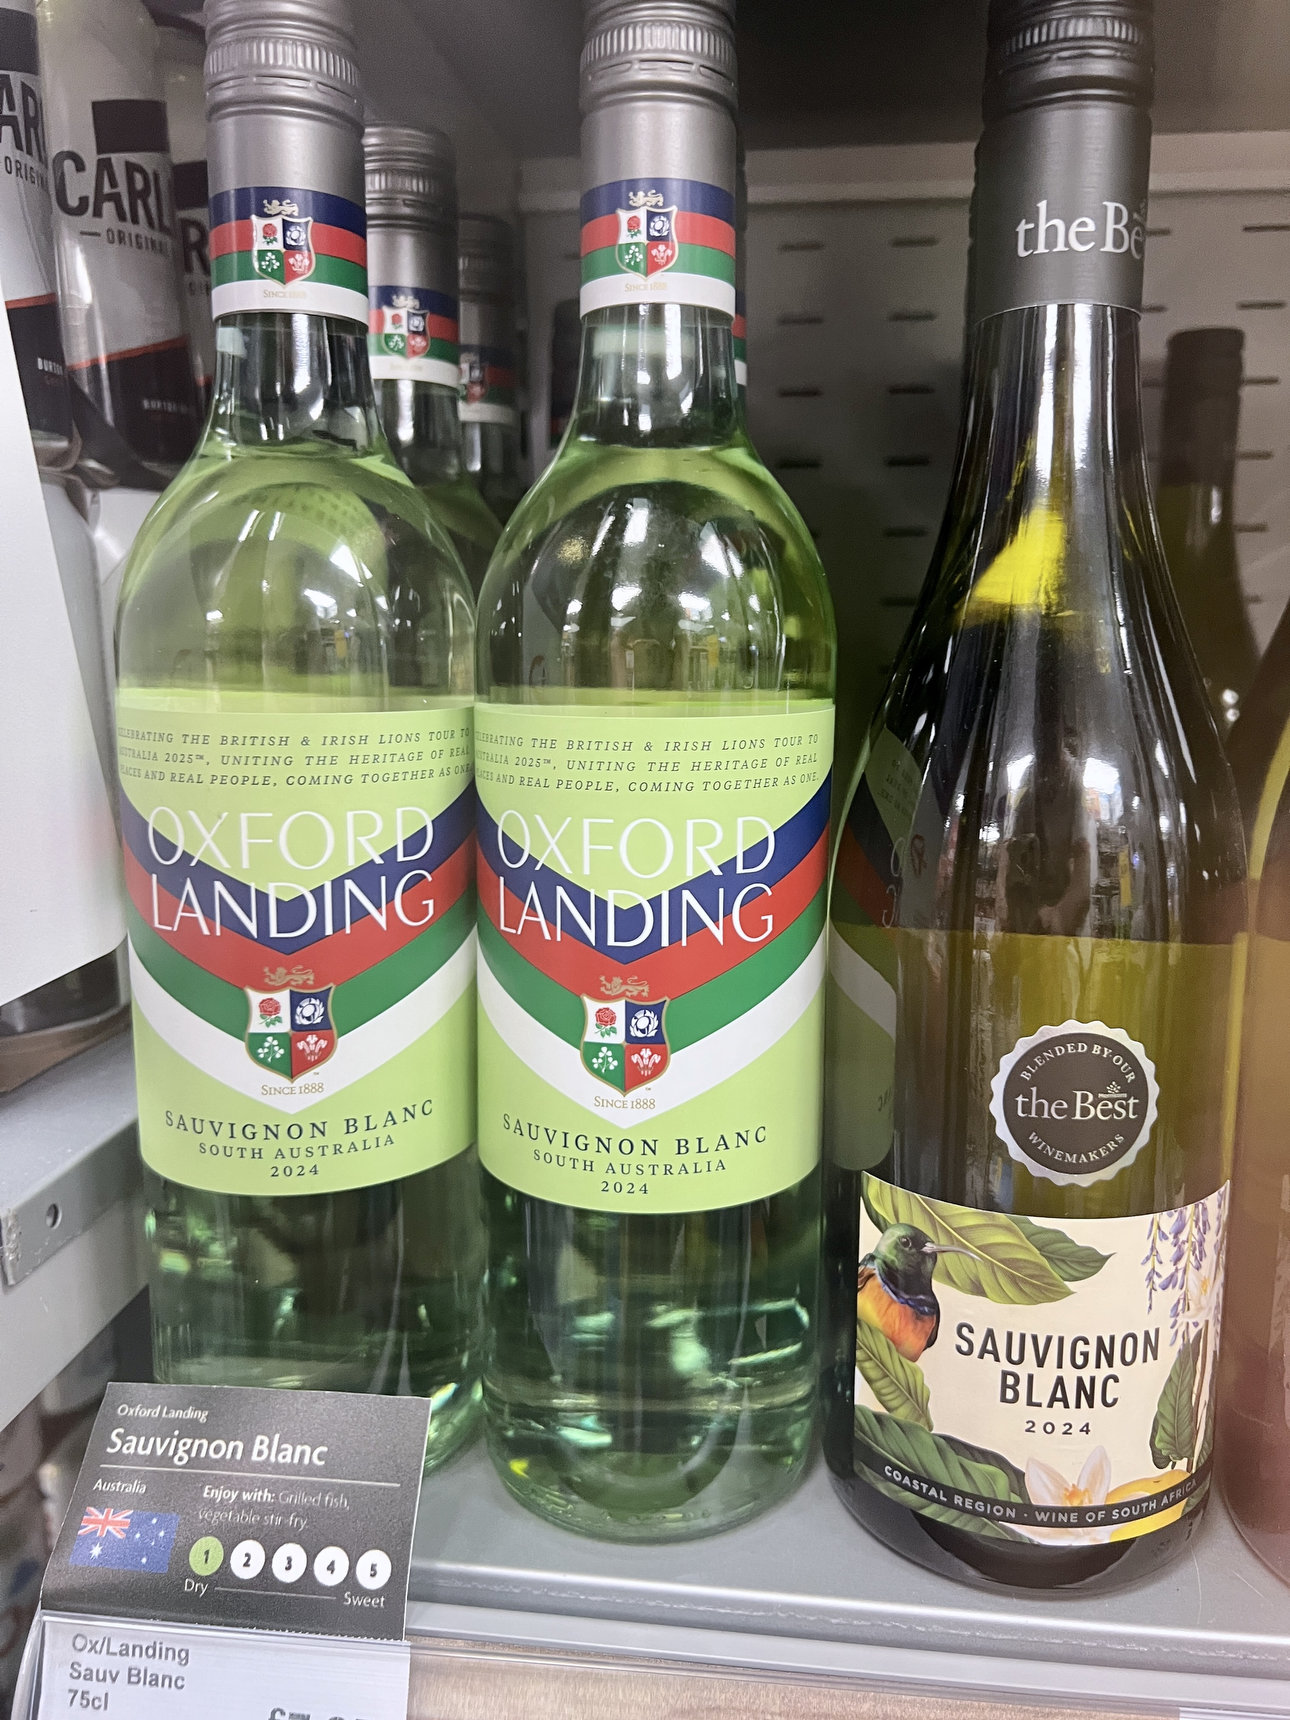 CARL
ORIGINAL
SINCE 1888
SINCE 1888
the Be
CELEBRATING THE BRITISH & IRISH LIONS TOUR TO
AUSTRALIA 2025™, UNITING THE HERITAGE OF REAL
PLACES AND REAL PEOPLE, COMING TOGETHER AS ONE.
OXFORD
LANDING
SINCE 1888
SAUVIGNON BLANC
SOUTH AUSTRALIA
2024
CELEBRATING THE BRITISH & IRISH LIONS TOUR TO
AUSTRALIA 2025™, UNITING THE HERITAGE OF REAL
PLACES AND REAL PEOPLE, COMING TOGETHER AS ONE.
OXFORD
LANDING
SINCE 1888
SAUVIGNON BLANC
SOUTH AUSTRALIA
2024
BLENDED BY OUR
the Best
WINEMAKERS
SAUVIGNON
BLANC
2024
COASTAL REGION · WINE OF SOUTH AFRICA
Oxford Landing
Sauvignon Blanc
Australia
Enjoy with: Grilled fish,
vegetable stir-fry.
1 2 3 4 5
Dry
Sweet
Ox/Landing
Sauv Blanc
75cl